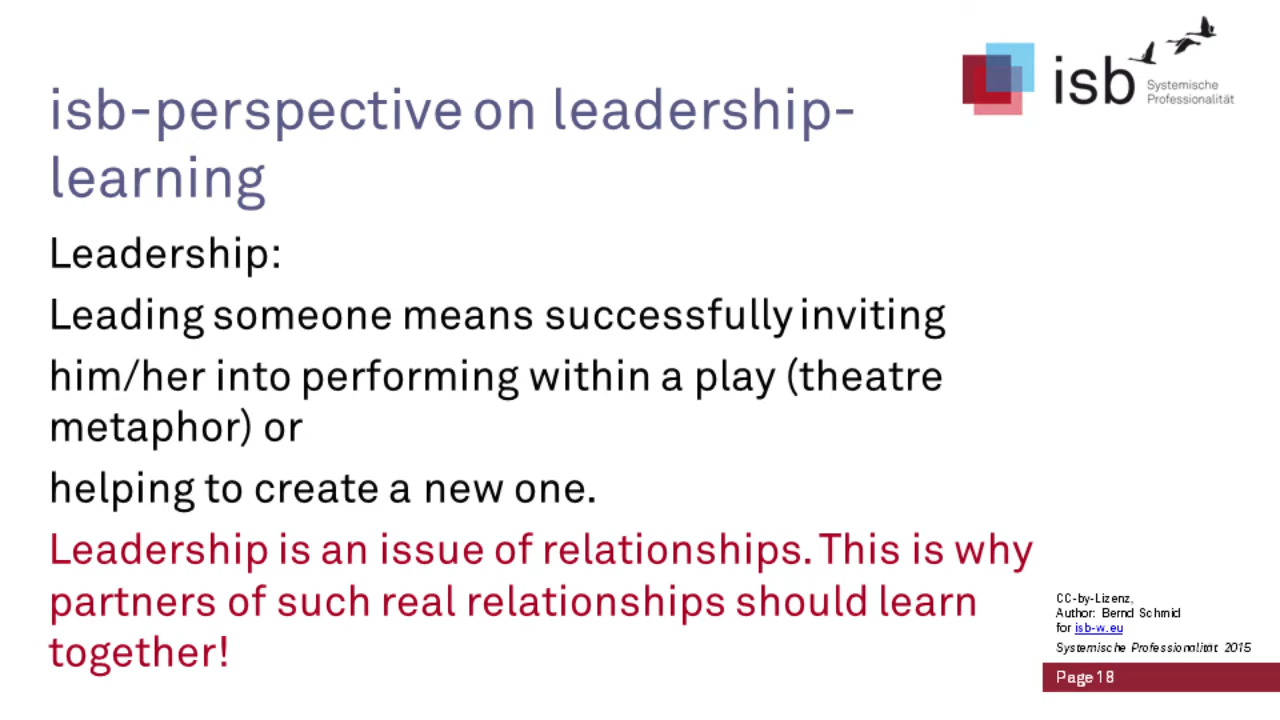 isb
Systemische
Professionalität
isb-perspective on leadership-
learning
Leadership:
Leading someone means successfully inviting
him/her into performing within a play (theatre
metaphor) or
helping to create a new one.
Leadership is an issue of relationships. This is why
partners of such real relationships should learn
together!
CC-by-Lizenz,
Author: Bernd Schmid
for isb-w.eu
Systemische Professionalität 2015
Page 18